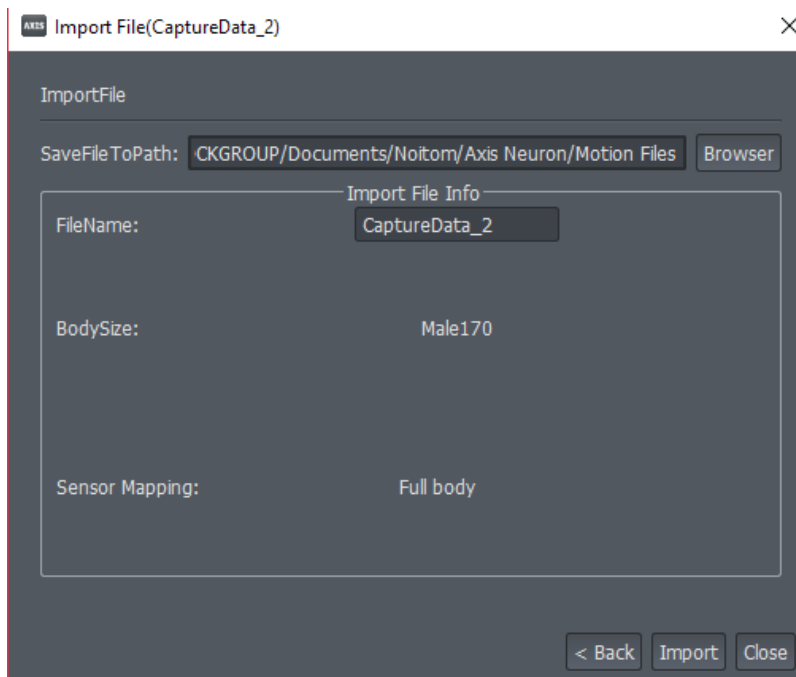 AXIS Import File(CaptureData_2)
ImportFile
SaveFileToPath: CKGROUP/Documents/Noitom/Axis Neuron/Motion Files Browser
Import File Info
FileName: CaptureData_2
BodySize: Male170
Sensor Mapping: Full body
< Back Import Close